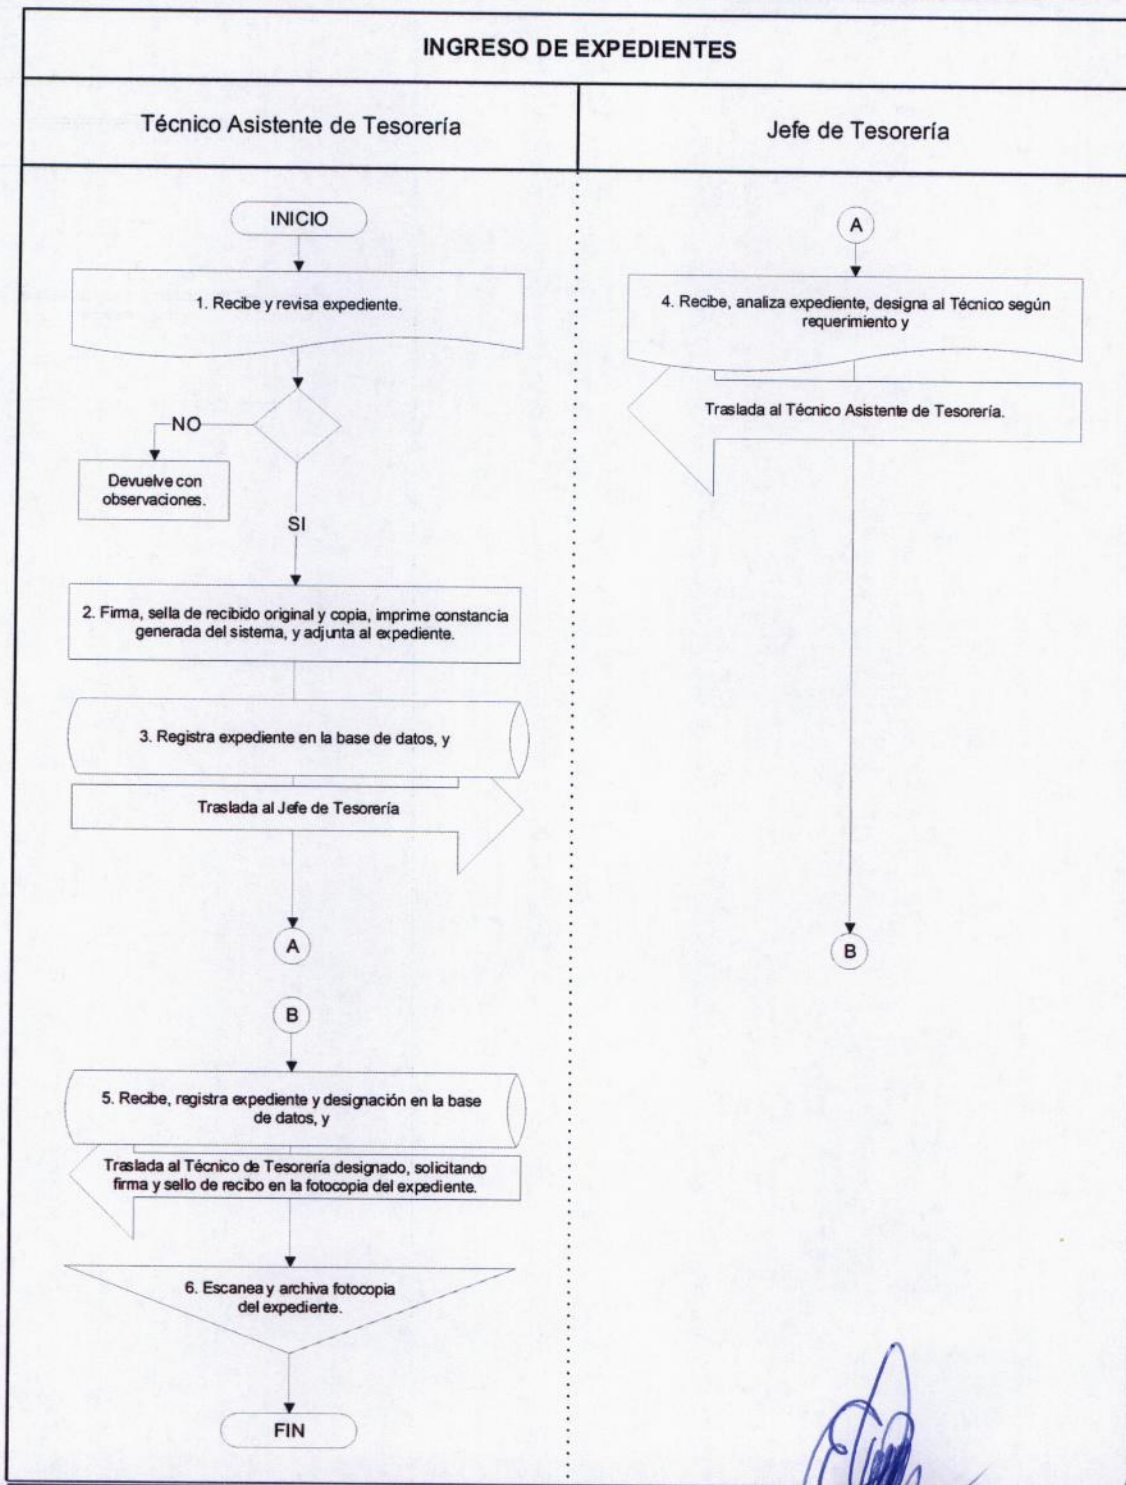 INGRESO DE EXPEDIENTES
Técnico Asistente de Tesorería
Jefe de Tesorería
INICIO
1. Recibe y revisa expediente.
NO
Devuelve con
observaciones.
SI
2. Firma, sella de recibido original y copia, imprime constancia
generada del sistema, y adjunta al expediente.
3. Registra expediente en la base de datos, y
Traslada al Jefe de Tesorería
A
B
5. Recibe, registra expediente y designación en la base
de datos, y
Traslada al Técnico de Tesorería designado, solicitando
firma y sello de recibo en la fotocopia del expediente.
6. Escanea y archiva fotocopia
del expediente.
FIN
A
4. Recibe, analiza expediente, designa al Técnico según
requerimiento y
Traslada al Técnico Asistente de Tesorería.
B